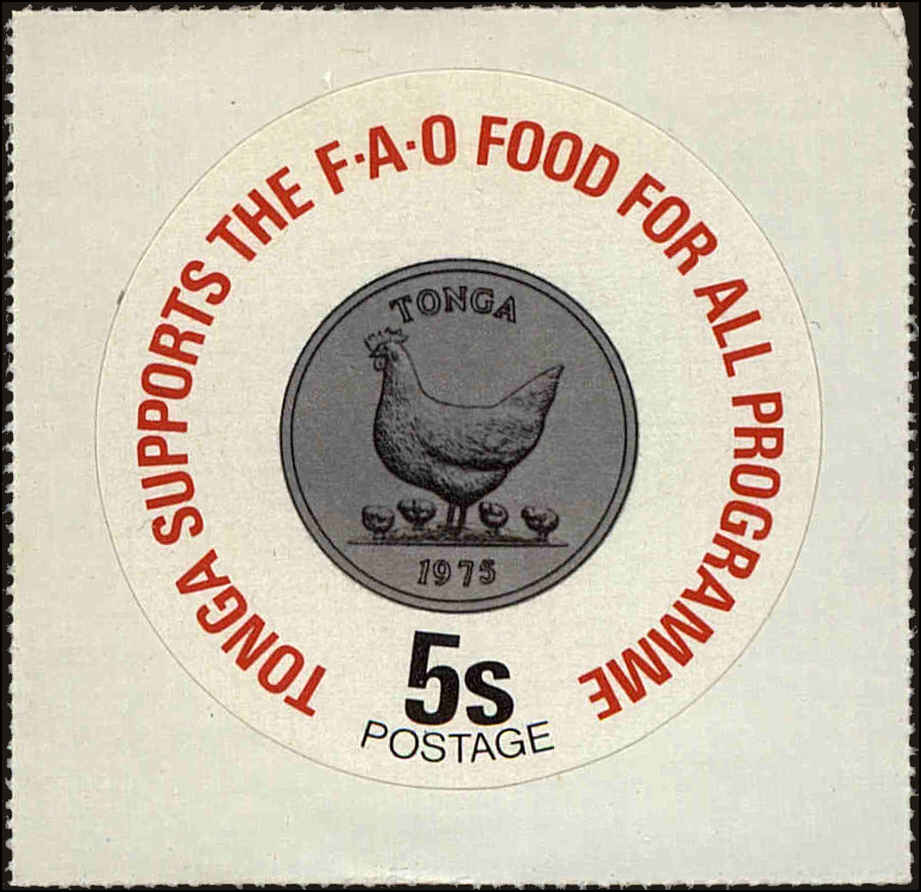 TONGA SUPPORTS THE F·A·O FOOD FOR ALL PROGRAMME
TONGA
1975
5s
POSTAGE